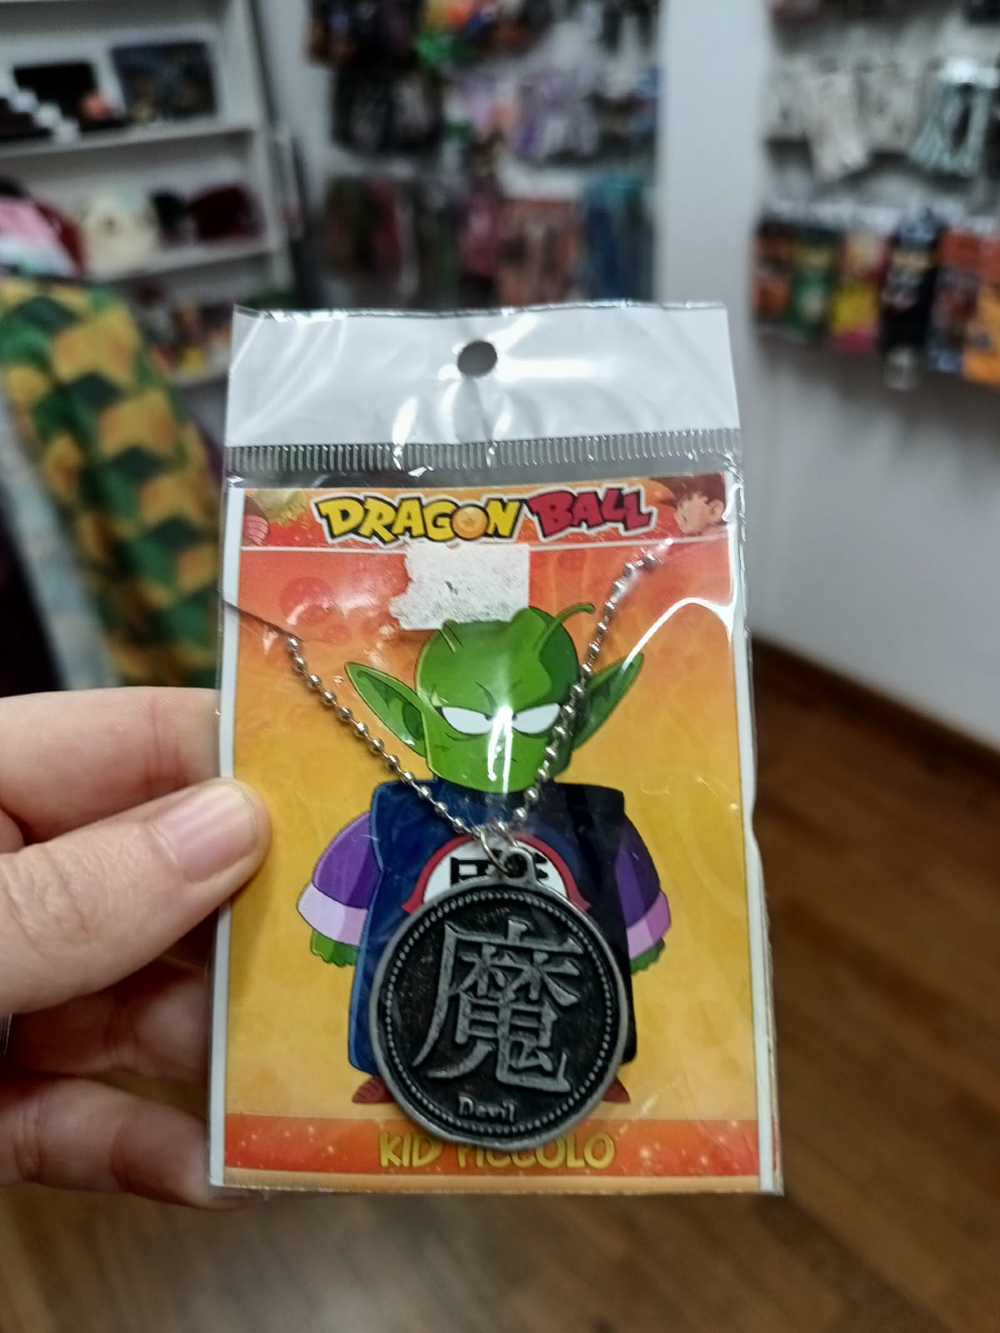 DRAGON BALL
魔
Devil
KID PICCOLO